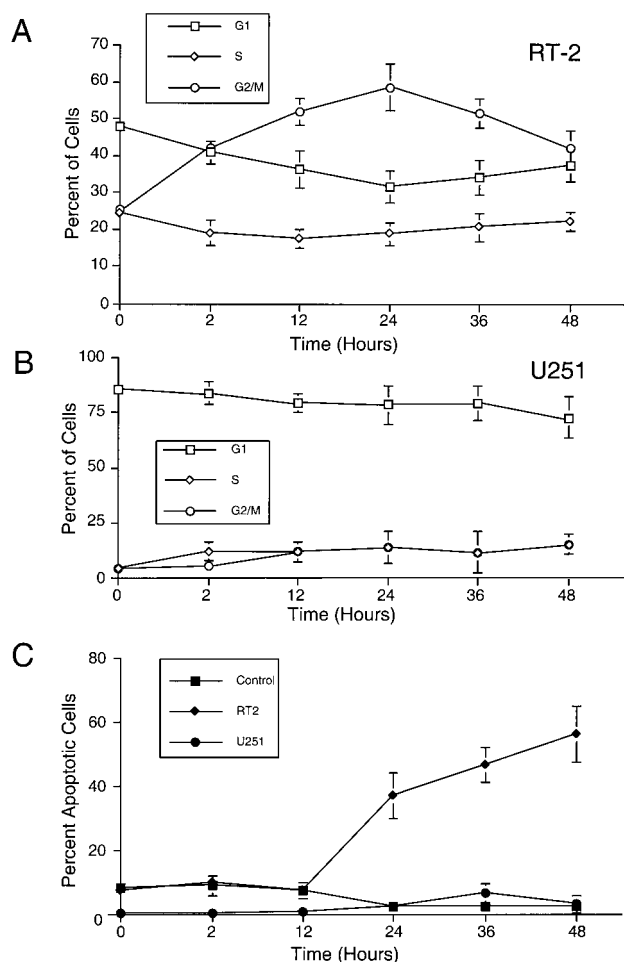 A
G1
S
G2/M
RT-2
Percent of Cells
70
60
50
40
30
20
10
0
0 2 12 24 36 48
Time (Hours)
B
U251
Percent of Cells
100
75
50
25
0
G1
S
G2/M
0 2 12 24 36 48
Time (Hours)
C
Control
RT2
U251
Percent Apoptotic Cells
80
60
40
20
0
0 2 12 24 36 48
Time (Hours)